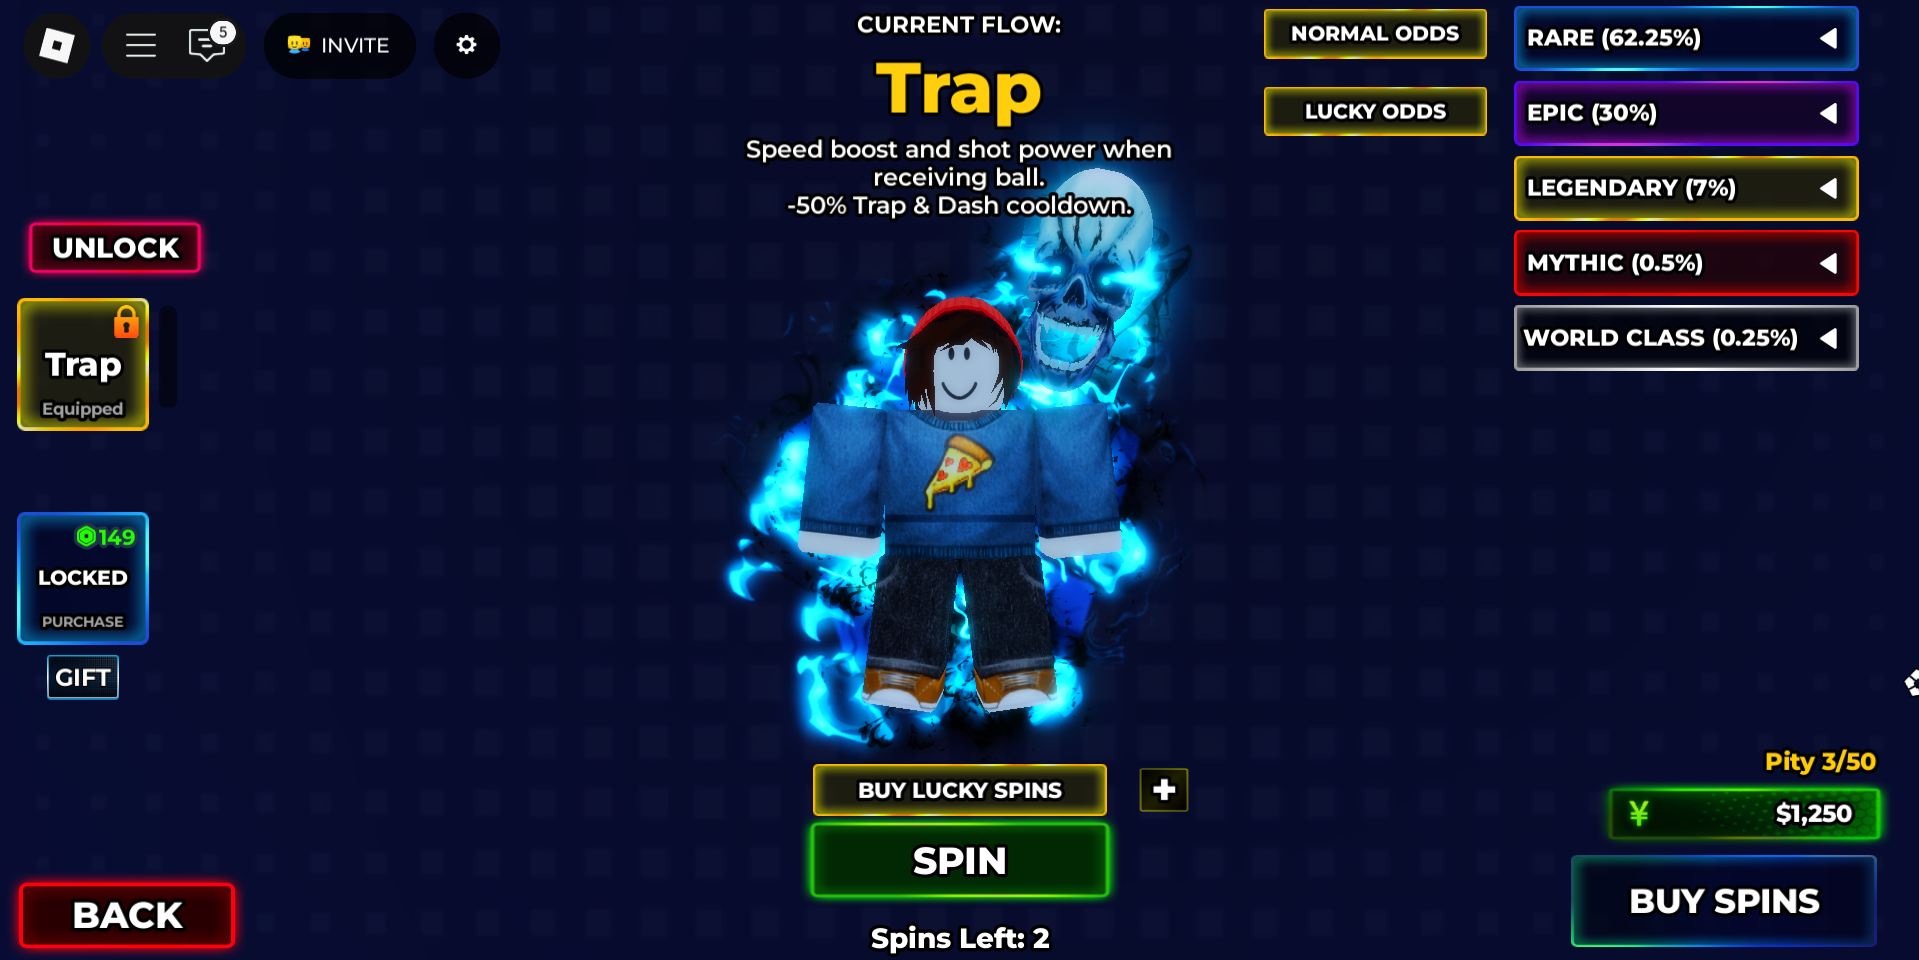 5
INVITE
CURRENT FLOW:
Trap
Speed boost and shot power when
receiving ball.
-50% Trap & Dash cooldown.
NORMAL ODDS
LUCKY ODDS
RARE (62.25%)
EPIC (30%)
LEGENDARY (7%)
MYTHIC (0.5%)
WORLD CLASS (0.25%)
UNLOCK
Trap
Equipped
149
LOCKED
PURCHASE
GIFT
BACK
BUY LUCKY SPINS
+
SPIN
Spins Left: 2
Pity 3/50
¥ $1,250
BUY SPINS